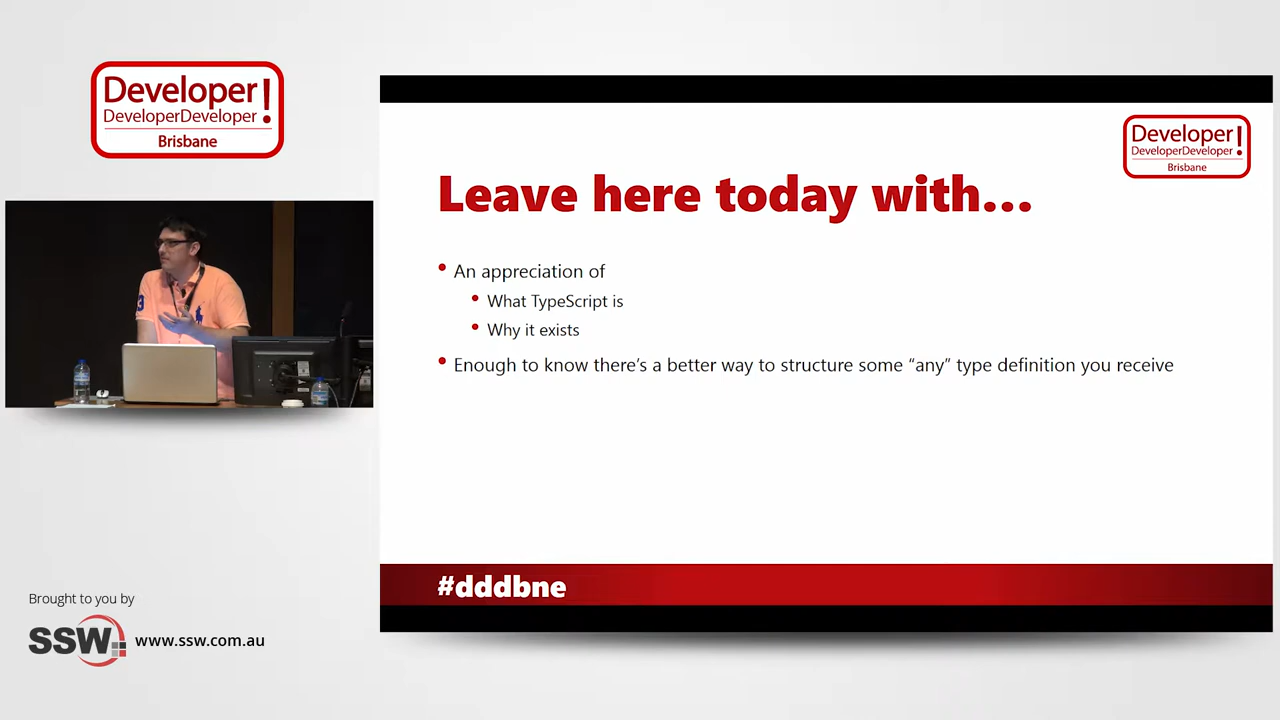 Developer!
DeveloperDeveloper
Brisbane
Developer!
DeveloperDeveloper
Brisbane
Leave here today with...
• An appreciation of
• What TypeScript is
• Why it exists
• Enough to know there's a better way to structure some “any” type definition you receive
3
#dddbne
Brought to you by
SSW
www.ssw.com.au